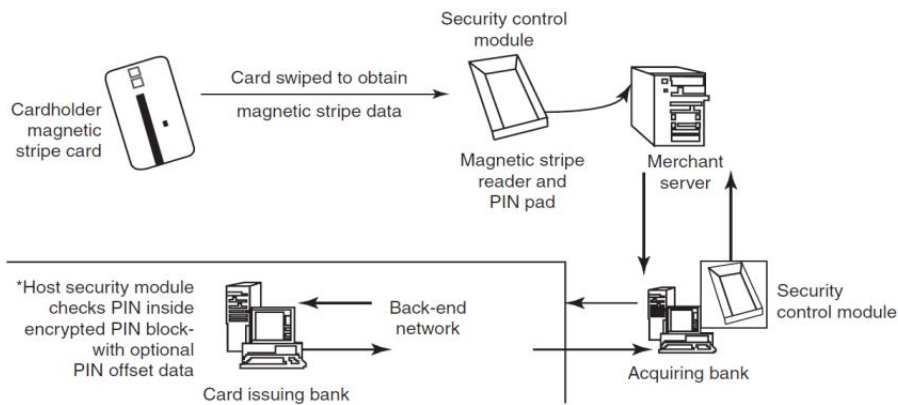 Security control
module
Card swiped to obtain
magnetic stripe data
Cardholder
magnetic
stripe card
Magnetic stripe
reader and
PIN pad
Merchant
server
*Host security module
checks PIN inside
encrypted PIN block-
with optional
PIN offset data
Back-end
network
Security
control module
Card issuing bank
Acquiring bank